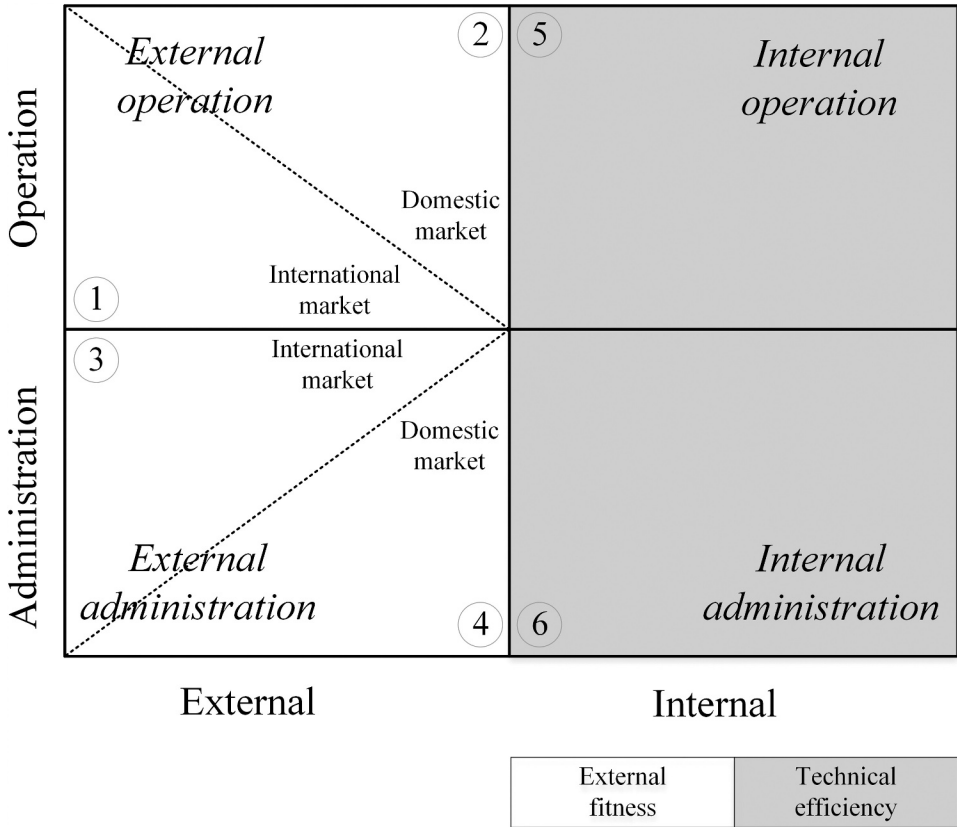 Operation
External
operation
2
5
Internal
operation
Domestic
market
International
market
1
Administration
3
International
market
Domestic
market
External
administration
4
6
Internal
administration
External
Internal
External
fitness
Technical
efficiency